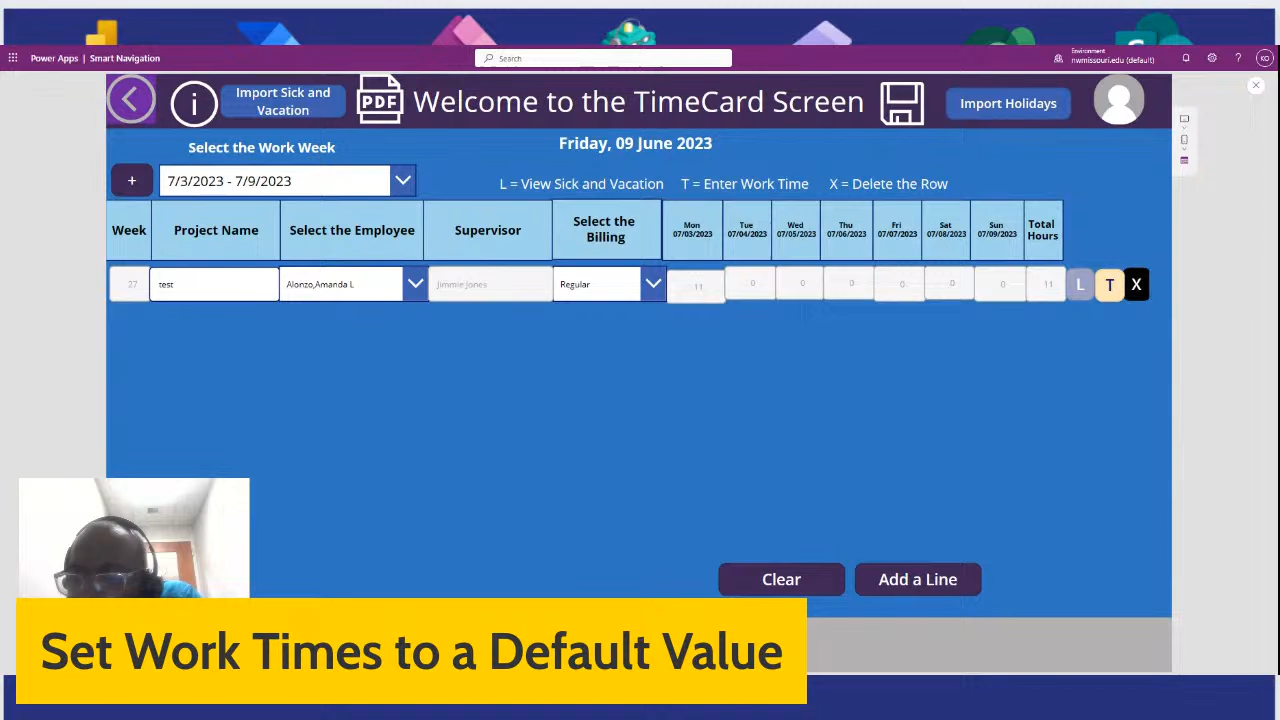 Power Apps | Smart Navigation
Search
Environment
nwmissouri.edu (default)
KO
i
Import Sick and
Vacation
PDF
Welcome to the TimeCard Screen
Import Holidays
Select the Work Week
Friday, 09 June 2023
+
7/3/2023 - 7/9/2023
L = View Sick and Vacation T = Enter Work Time X = Delete the Row
Week
Project Name
Select the Employee
Supervisor
Select the
Billing
Mon
07/03/2023
Tue
07/04/2023
Wed
07/05/2023
Thu
07/06/2023
Fri
07/07/2023
Sat
07/08/2023
Sun
07/09/2023
Total
Hours
27
test
Alonzo,Amanda L
Jimmie Jones
Regular
11
0
0
0
0
0
0
11
L
T
X
Clear
Add a Line
Set Work Times to a Default Value